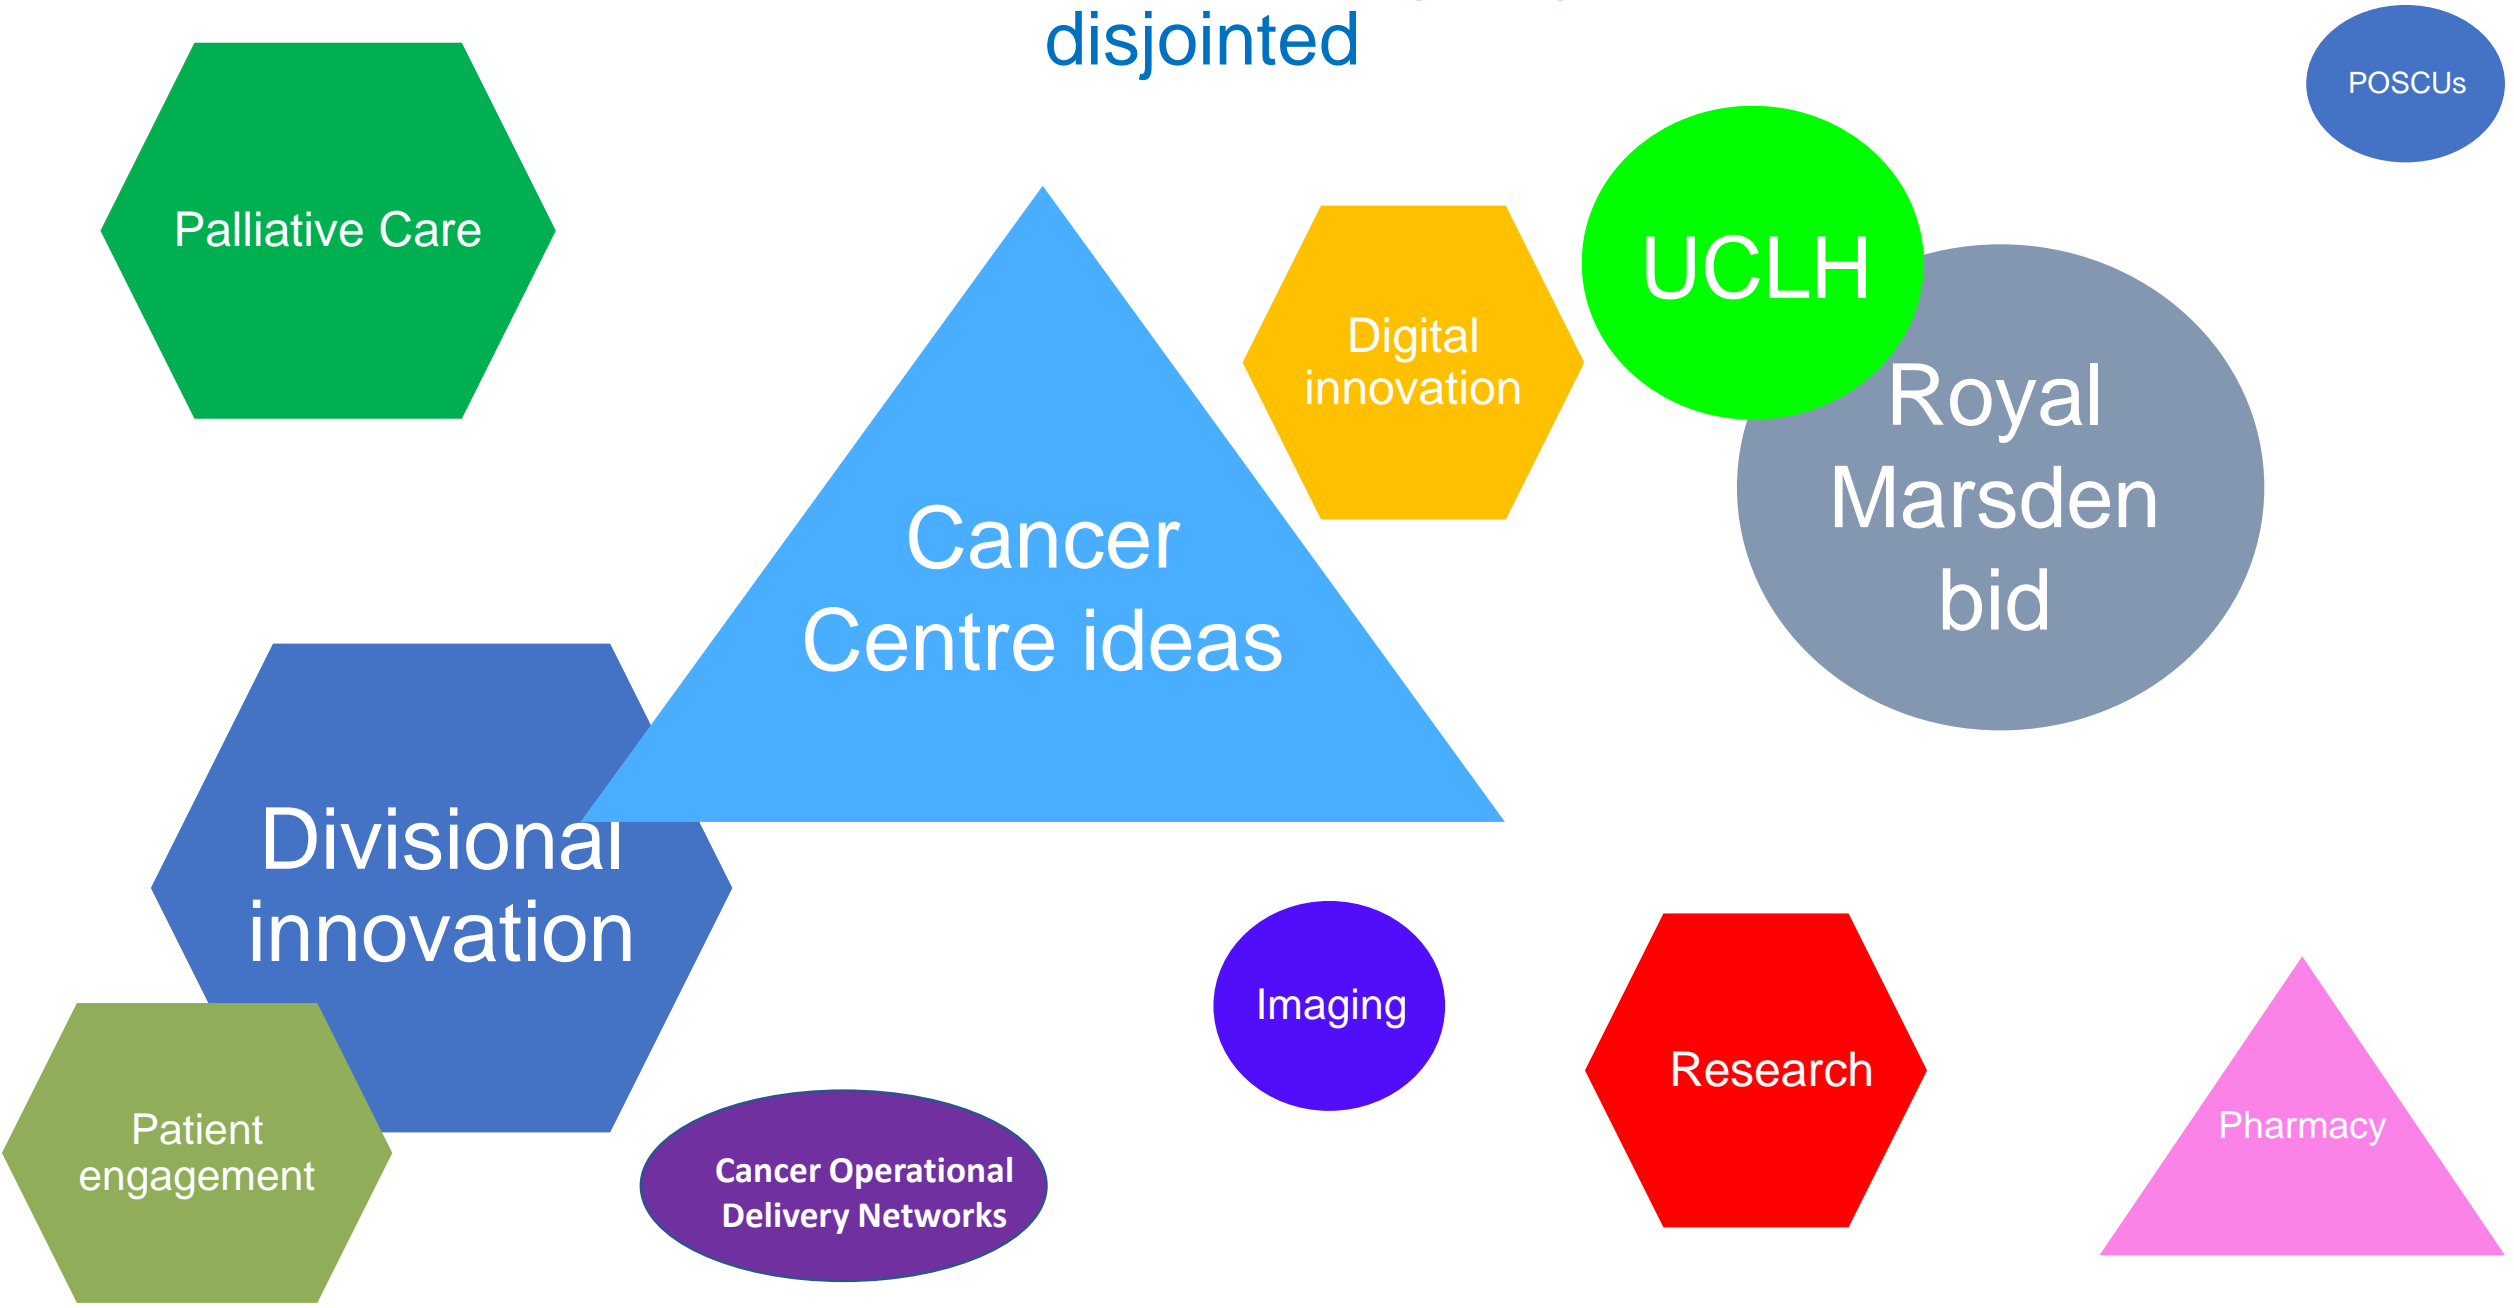 disjointed
POSCUs
Palliative Care
UCLH
Digital
innovation
Royal
Marsden
bid
Cancer
Centre ideas
Divisional
innovation
Imaging
Research
Patient
engagement
Pharmacy
Cancer Operational
Delivery Networks